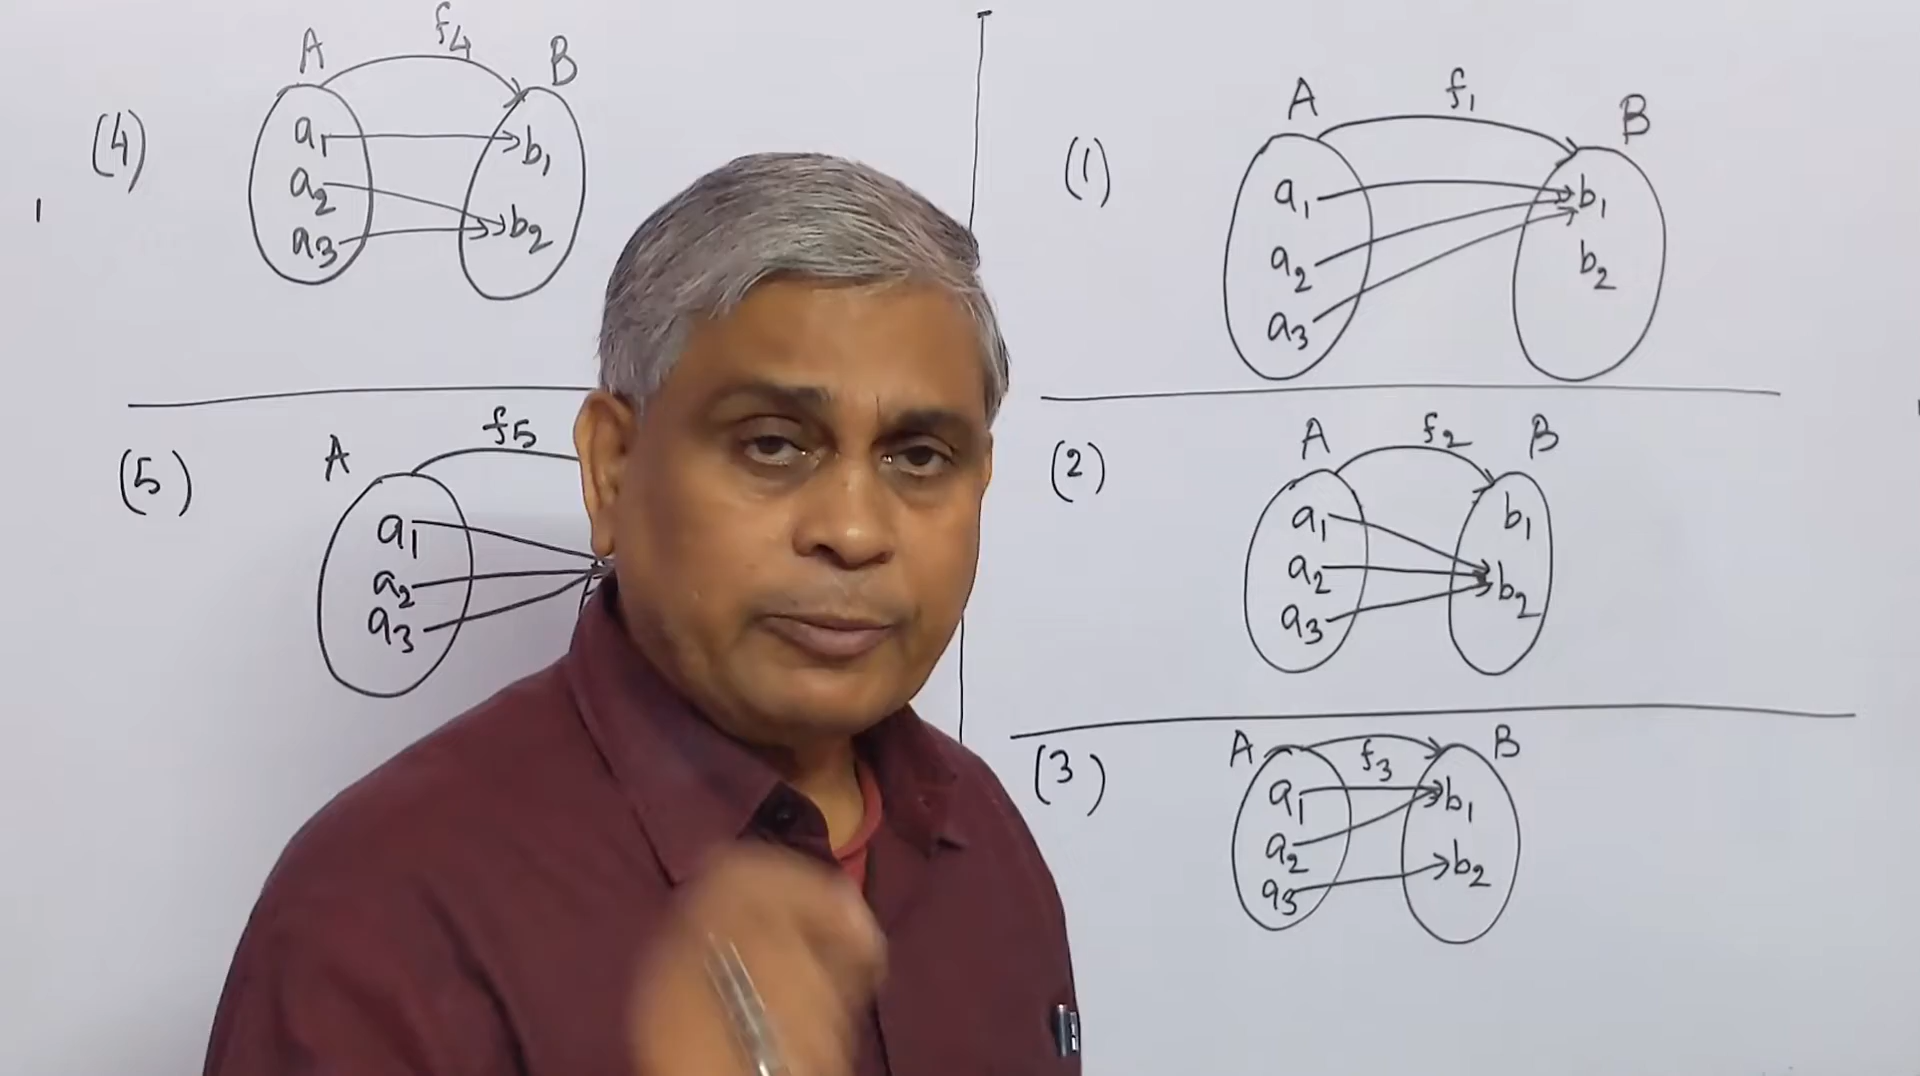 (4)
A f4 B
a1 b1
a2 b2
a3
(5)
A f5
a1
a2
a3
(1)
A f1 B
a1 b1
a2 b2
a3
(2)
A f2 B
a1 b1
a2 b2
a3
(3)
A f3 B
a1 b1
a2 b2
a3